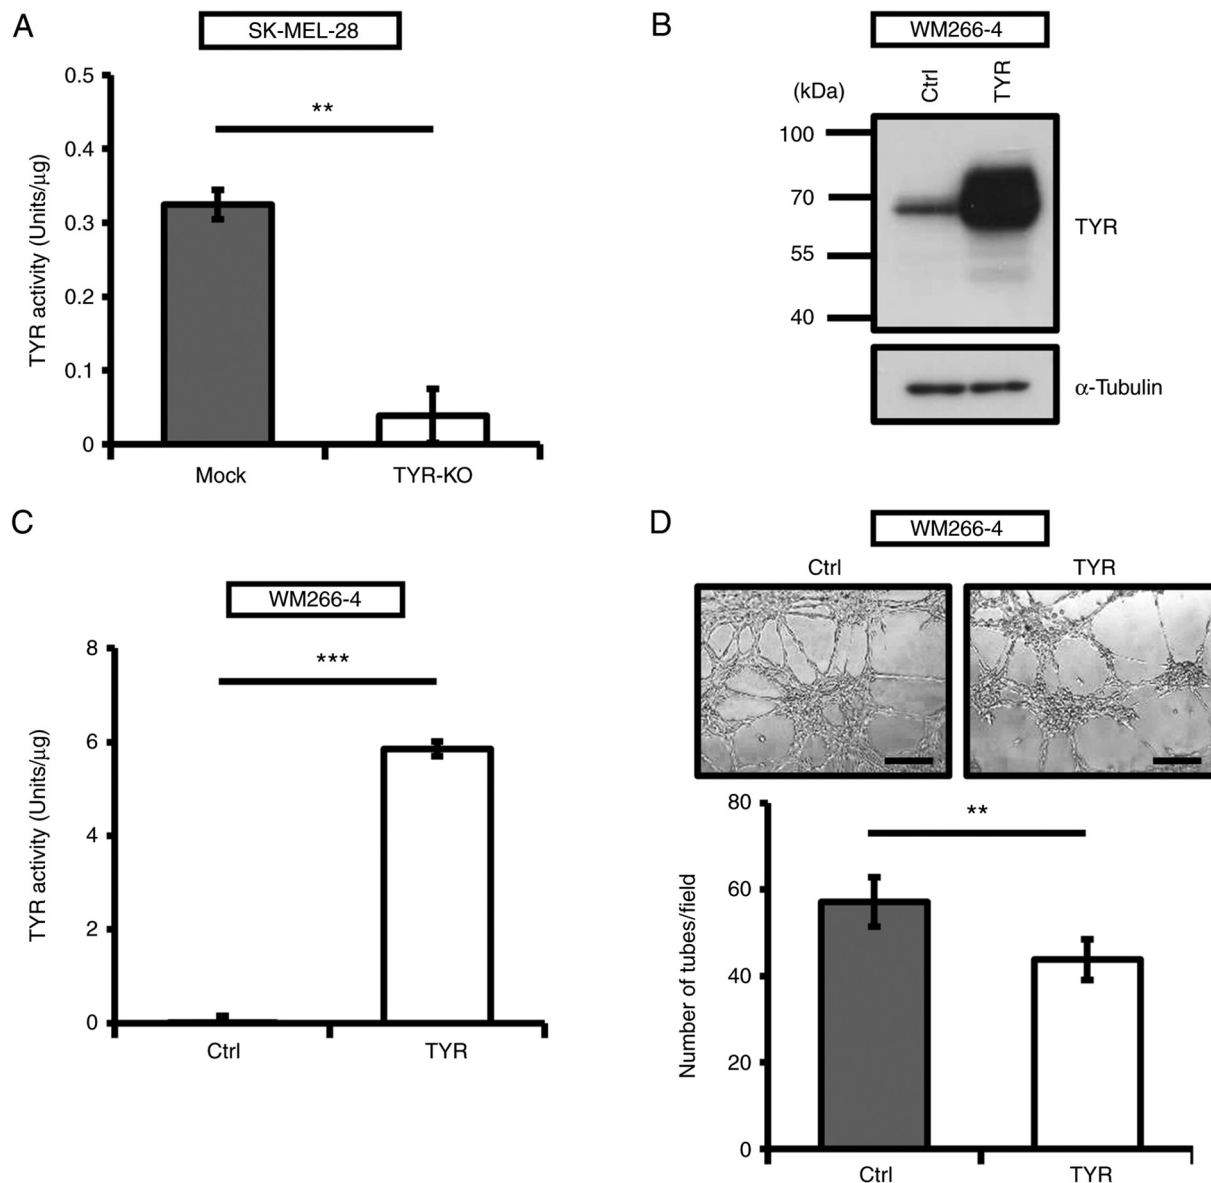 A
SK-MEL-28
0.5
0.4
0.3
0.2
0.1
0
TYR activity (Units/μg)
**
Mock
TYR-KO
B
WM266-4
(kDa)
Ctrl
TYR
100
70
55
40
TYR
α-Tubulin
C
WM266-4
8
6
4
2
0
TYR activity (Units/μg)
***
Ctrl
TYR
D
WM266-4
Ctrl
TYR
80
60
40
20
0
Number of tubes/field
**
Ctrl
TYR